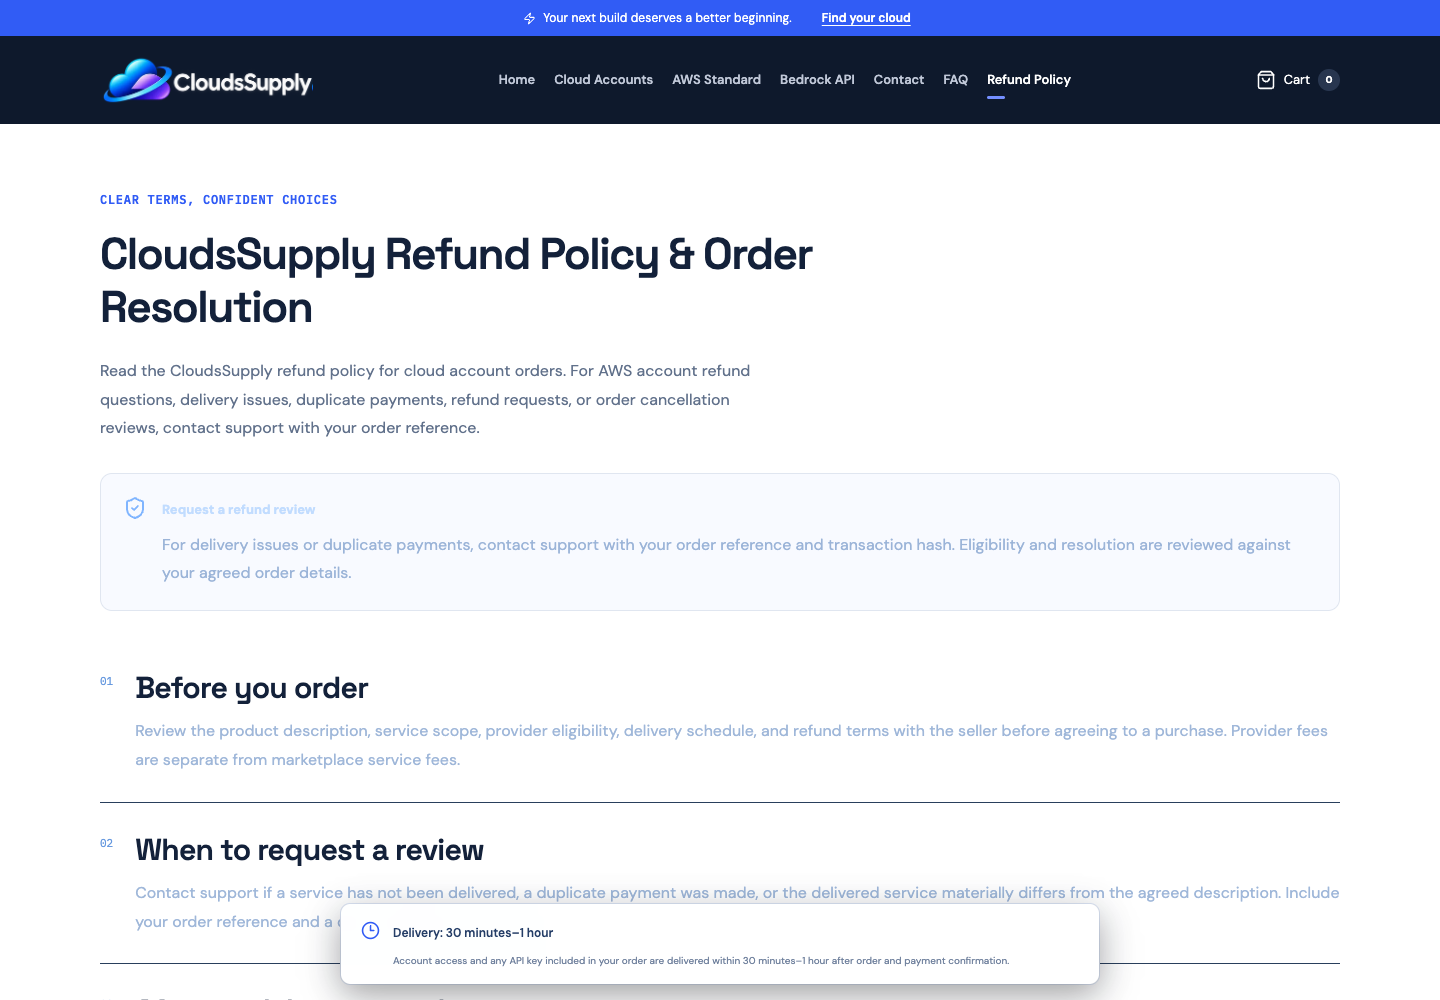 Your next build deserves a better beginning. Find your cloud
CloudsSupply
Home Cloud Accounts AWS Standard Bedrock API Contact FAQ Refund Policy
Cart 0
CLEAR TERMS, CONFIDENT CHOICES
CloudsSupply Refund Policy & Order
Resolution
Read the CloudsSupply refund policy for cloud account orders. For AWS account refund
questions, delivery issues, duplicate payments, refund requests, or order cancellation
reviews, contact support with your order reference.
Request a refund review
For delivery issues or duplicate payments, contact support with your order reference and transaction hash. Eligibility and resolution are reviewed against
your agreed order details.
01 Before you order
Review the product description, service scope, provider eligibility, delivery schedule, and refund terms with the seller before agreeing to a purchase. Provider fees
are separate from marketplace service fees.
02 When to request a review
Contact support if a service has not been delivered, a duplicate payment was made, or the delivered service materially differs from the agreed description. Include
your order reference and a
Delivery: 30 minutes–1 hour
Account access and any API key included in your order are delivered within 30 minutes–1 hour after order and payment confirmation.